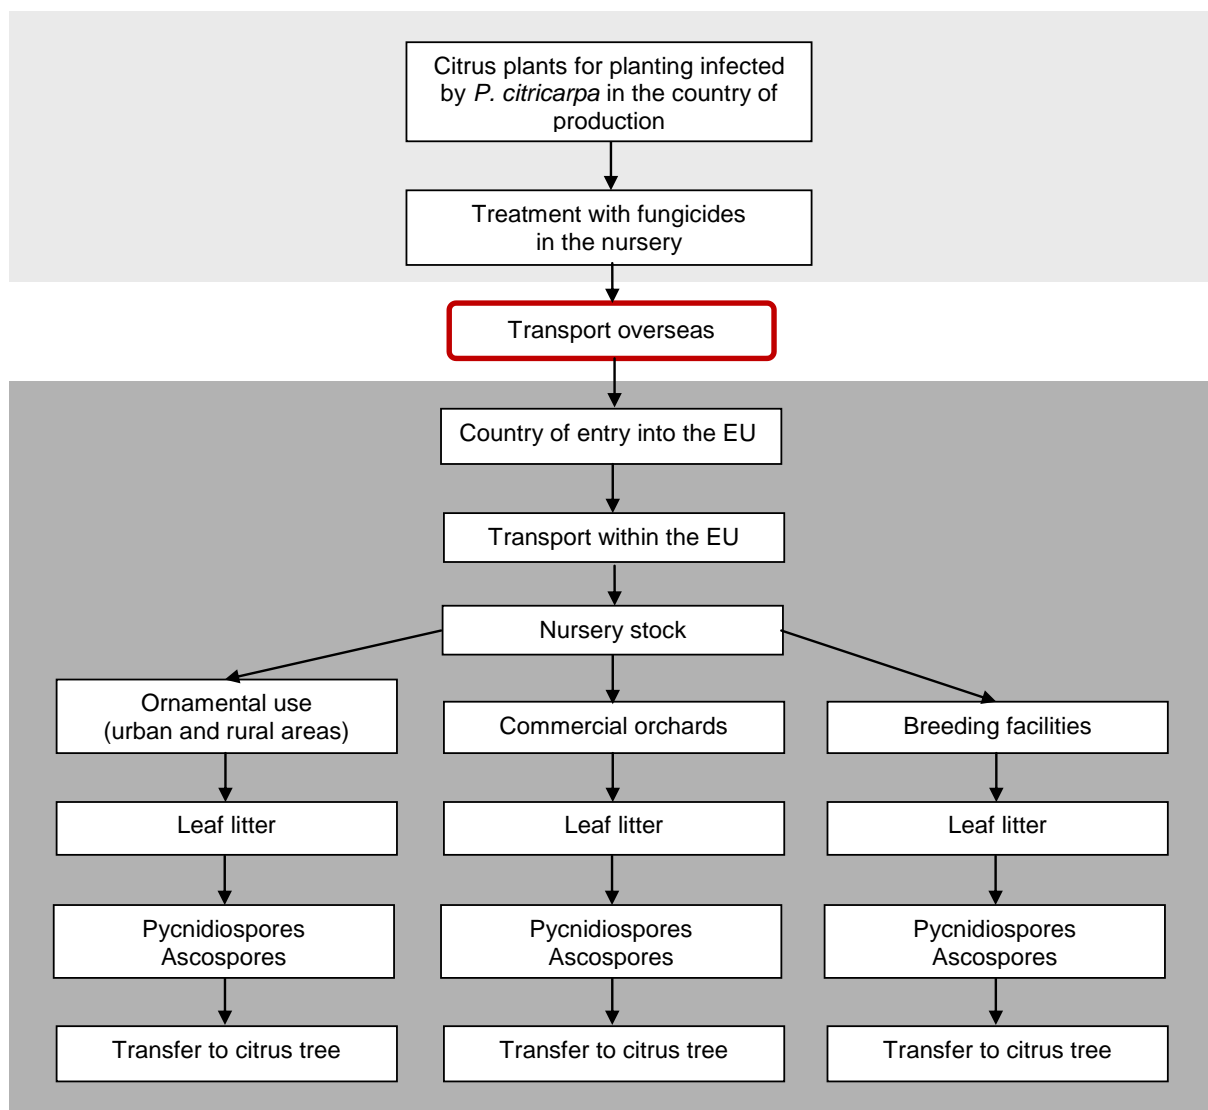 Citrus plants for planting infected
by P. citricarpa in the country of
production
Treatment with fungicides
in the nursery
Transport overseas
Country of entry into the EU
Transport within the EU
Nursery stock
Ornamental use
(urban and rural areas)
Commercial orchards
Breeding facilities
Leaf litter
Leaf litter
Leaf litter
Pycnidiospores
Ascospores
Pycnidiospores
Ascospores
Pycnidiospores
Ascospores
Transfer to citrus tree
Transfer to citrus tree
Transfer to citrus tree